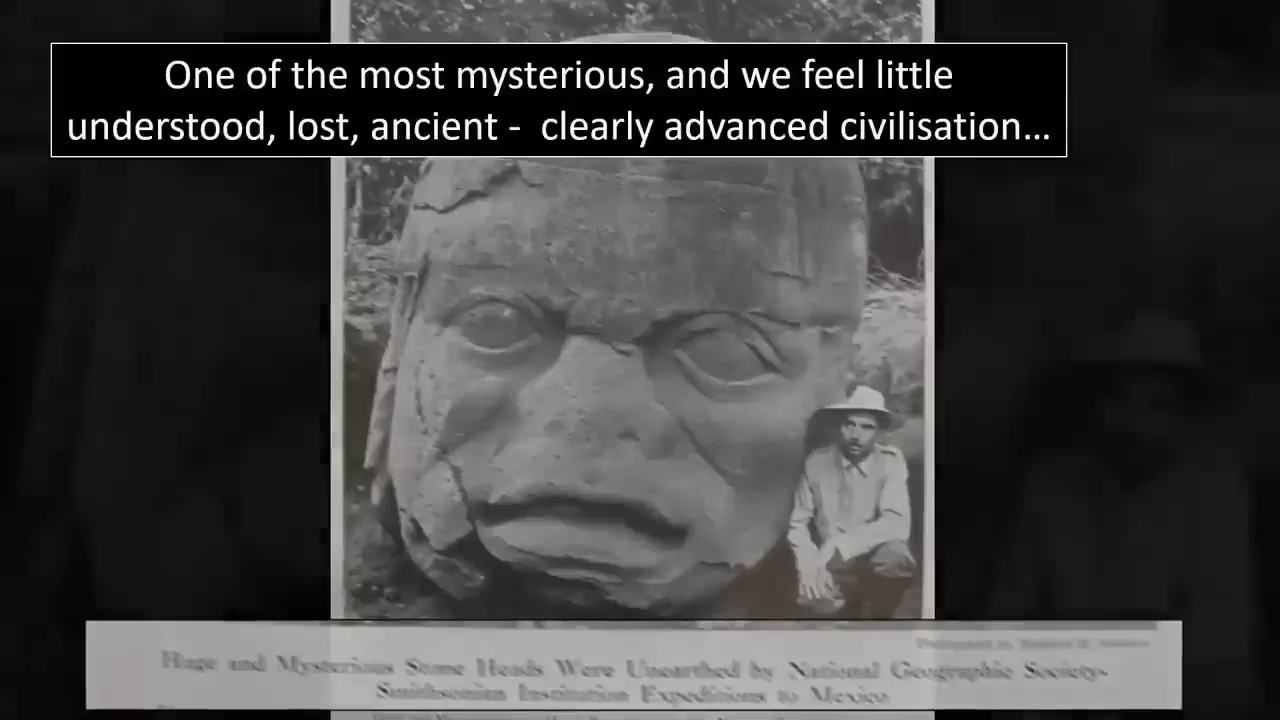 One of the most mysterious, and we feel little
understood, lost, ancient - clearly advanced civilisation…
Huge and Mysterious Stone Heads Were Unearthed by National Geographic Society-
Smithsonian Institution Expeditions to Mexico